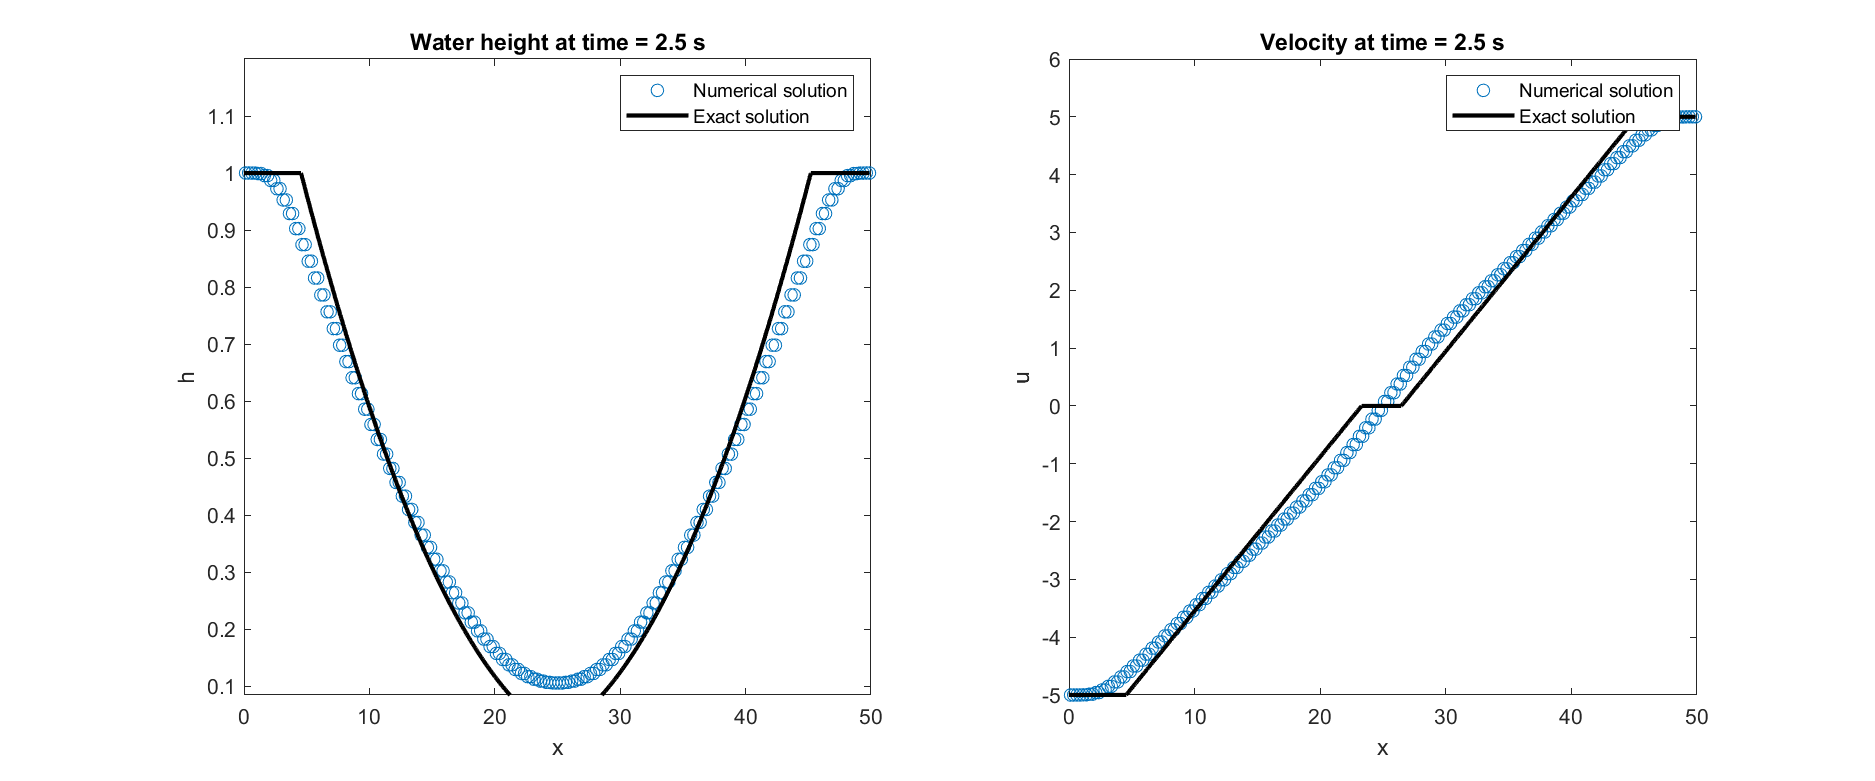 Water height at time = 2.5 s
Numerical solution
Exact solution
1.1
1
0.9
0.8
0.7
0.6
0.5
0.4
0.3
0.2
0.1
h
0 10 20 30 40 50
x
Velocity at time = 2.5 s
Numerical solution
Exact solution
6
5
4
3
2
1
0
-1
-2
-3
-4
-5
u
0 10 20 30 40 50
x